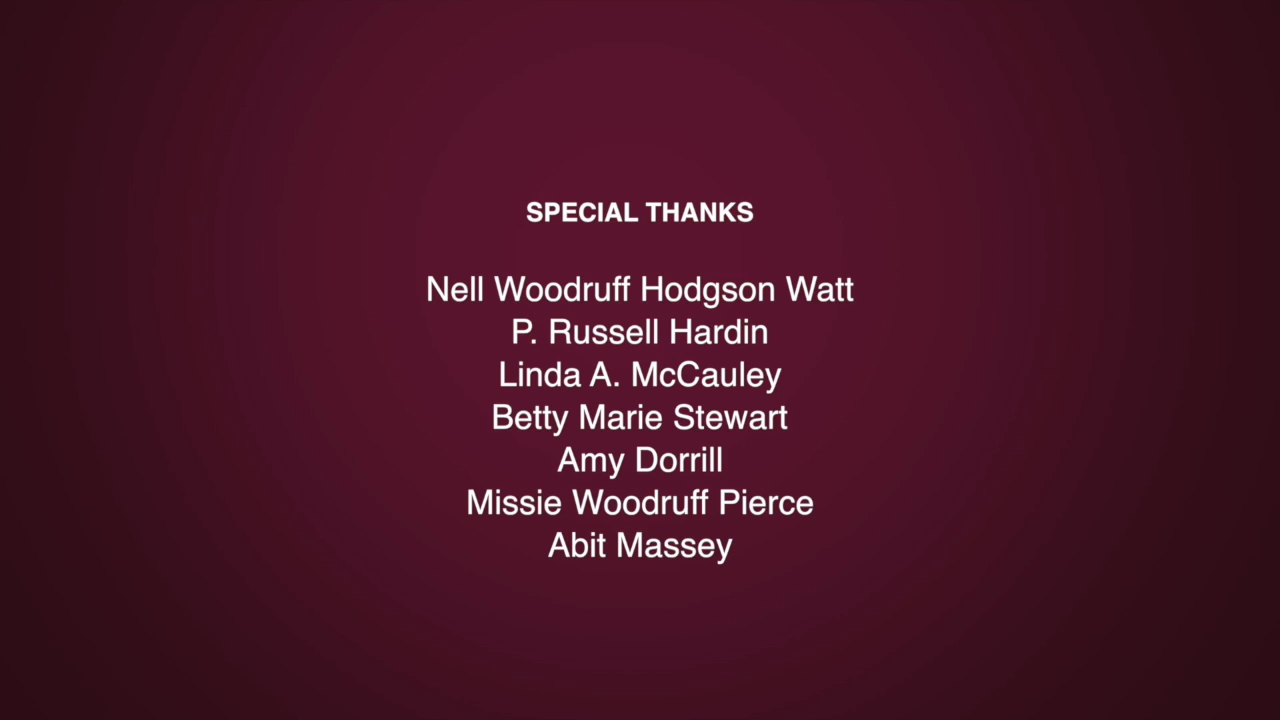 SPECIAL THANKS
Nell Woodruff Hodgson Watt
P. Russell Hardin
Linda A. McCauley
Betty Marie Stewart
Amy Dorrill
Missie Woodruff Pierce
Abit Massey